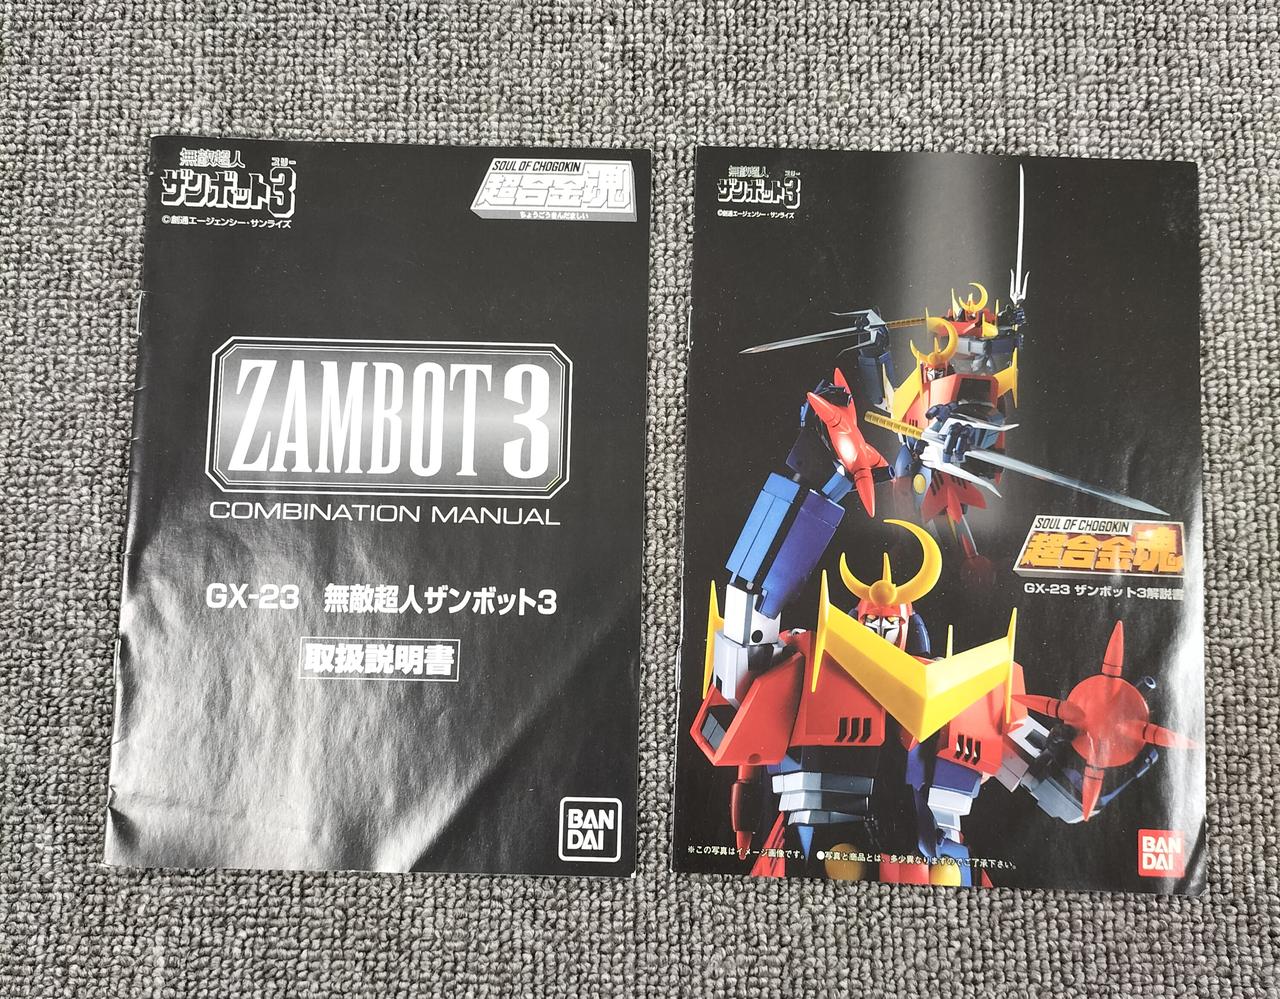 無敵超人
スリー
ザンボット3
©創通エージェンシー・サンライズ
SOUL OF CHOGOKIN
超合金魂
ちょうごうきんだましい
ZAMBOT 3
COMBINATION MANUAL
GX-23 無敵超人ザンボット3
取扱説明書
BAN
DAI
無敵超人
スリー
ザンボット3
©創通エージェンシー・サンライズ
SOUL OF CHOGOKIN
超合金魂
GX-23 ザンボット3解説書
※この写真はイメージ画像です。 ●写真と商品とは、多少異なりますのでご了承下さい。
BAN
DAI